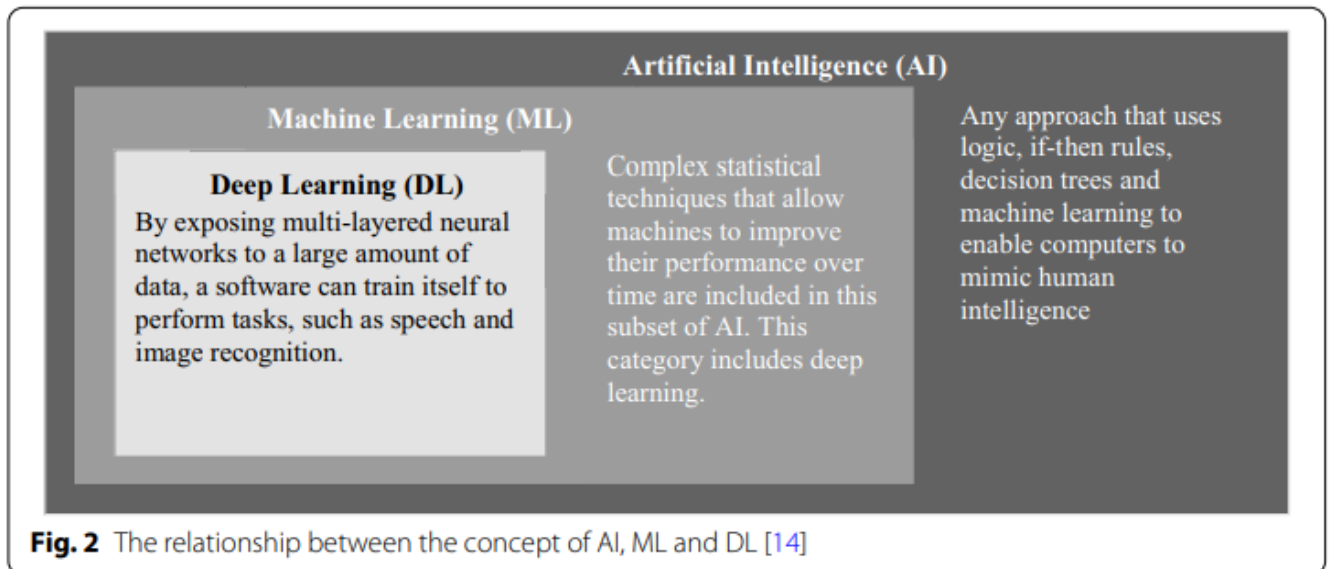 Artificial Intelligence (AI)
Machine Learning (ML)
Deep Learning (DL)
By exposing multi-layered neural
networks to a large amount of
data, a software can train itself to
perform tasks, such as speech and
image recognition.
Complex statistical
techniques that allow
machines to improve
their performance over
time are included in this
subset of AI. This
category includes deep
learning.
Any approach that uses
logic, if-then rules,
decision trees and
machine learning to
enable computers to
mimic human
intelligence
Fig. 2 The relationship between the concept of AI, ML and DL [14]